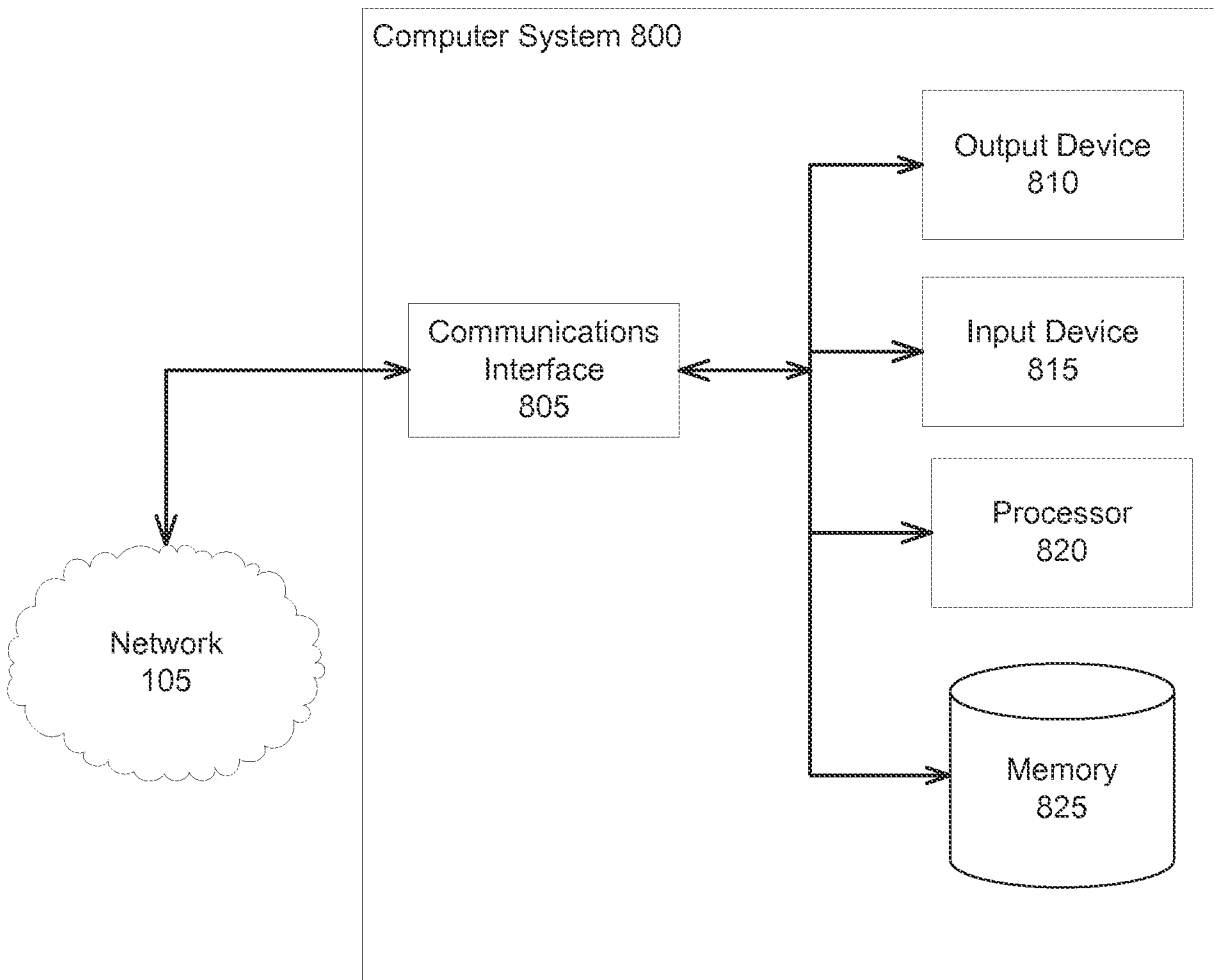 Computer System 800
Output Device
810
Communications
Interface
805
Input Device
815
Processor
820
Network
105
Memory
825